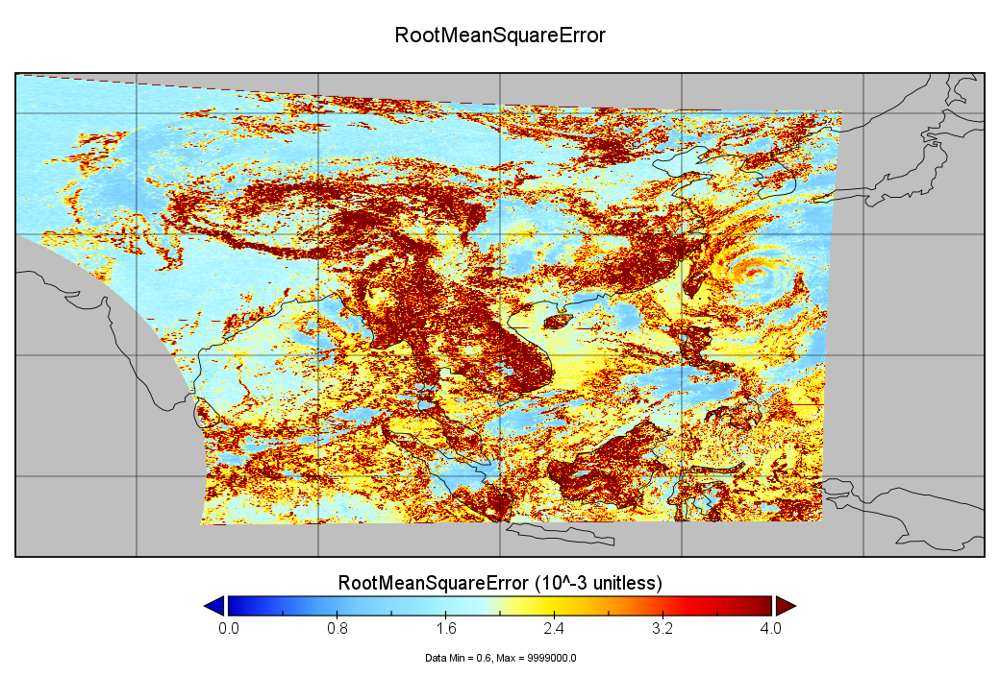 RootMeanSquareError
RootMeanSquareError (10^-3 unitless)
0.0 0.8 1.6 2.4 3.2 4.0
Data Min = 0.6, Max = 9999000.0